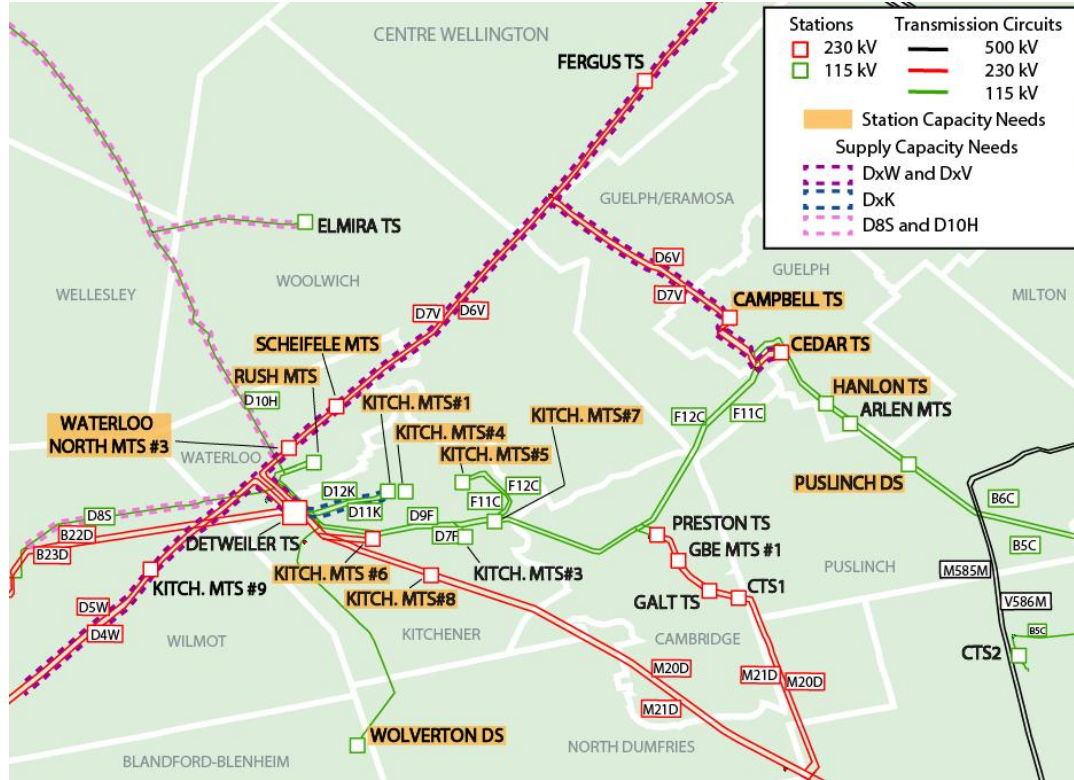 Stations
Transmission Circuits
230 kV
500 kV
115 kV
230 kV
115 kV
Station Capacity Needs
Supply Capacity Needs
DxW and DxV
DxK
D8S and D10H
CENTRE WELLINGTON
FERGUS TS
GUELPH/ERAMOSA
ELMIRA TS
D6V
GUELPH
WOOLWICH
D7V
WELLESLEY
MILTON
CAMPBELL TS
D7V
D6V
SCHEIFELE MTS
CEDAR TS
RUSH MTS
HANLON TS
D10H
KITCH. MTS#1
KITCH. MTS#7
ARLEN MTS
F12C
F11C
WATERLOO
NORTH MTS #3
KITCH. MTS#4
KITCH. MTS#5
WATERLOO
PUSLINCH DS
D12K
F12C
B6C
D11K
D9F
F11C
D8S
PRESTON TS
B22D
D7F
B5C
B23D
DETWEILER TS
GBE MTS #1
KITCH. MTS #6
KITCH. MTS#3
PUSLINCH
M585M
KITCH. MTS #9
KITCH. MTS#8
GALT TS
CTS1
V586M
D5W
D4W
WILMOT
KITCHENER
CAMBRIDGE
B5C
CTS2
M20D
M21D
M20D
M21D
WOLVERTON DS
NORTH DUMFRIES
BLANDFORD-BLENHEIM